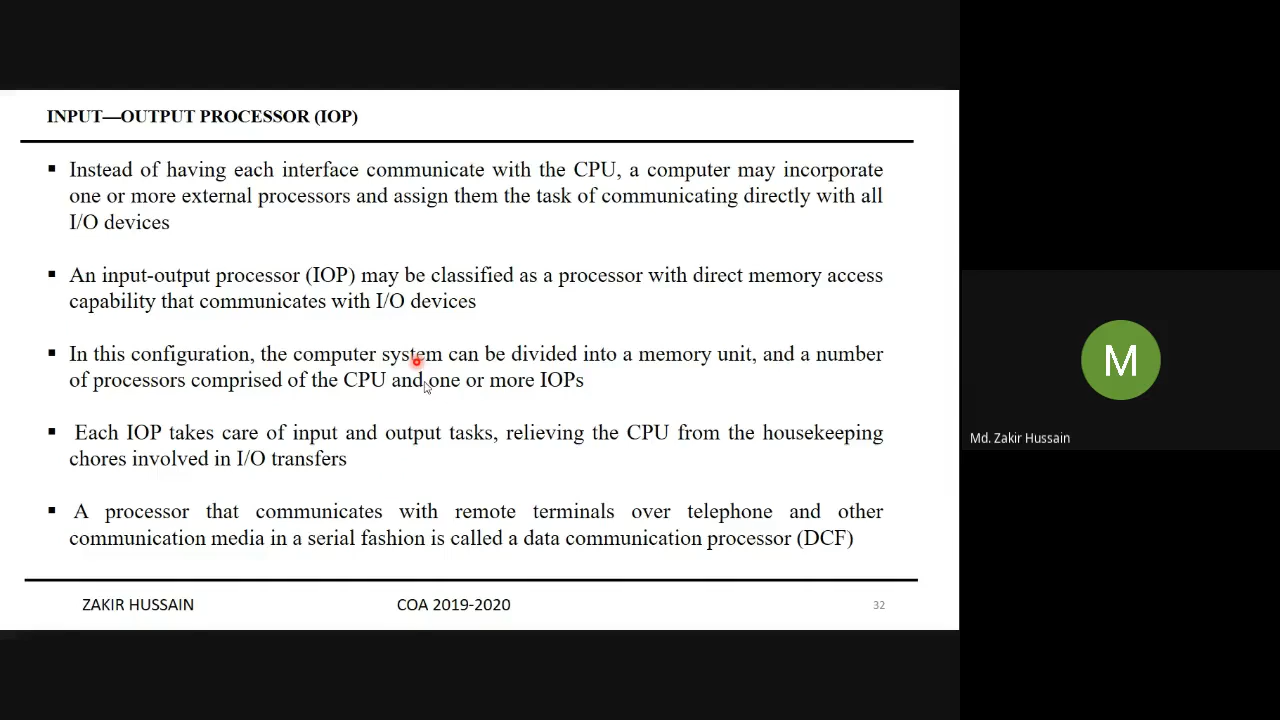 INPUT—OUTPUT PROCESSOR (IOP)
▪ Instead of having each interface communicate with the CPU, a computer may incorporate
one or more external processors and assign them the task of communicating directly with all
I/O devices
▪ An input-output processor (IOP) may be classified as a processor with direct memory access
capability that communicates with I/O devices
▪ In this configuration, the computer system can be divided into a memory unit, and a number
of processors comprised of the CPU and one or more IOPs
▪ Each IOP takes care of input and output tasks, relieving the CPU from the housekeeping
chores involved in I/O transfers
▪ A processor that communicates with remote terminals over telephone and other
communication media in a serial fashion is called a data communication processor (DCF)
ZAKIR HUSSAIN COA 2019-2020 32
M
Md. Zakir Hussain